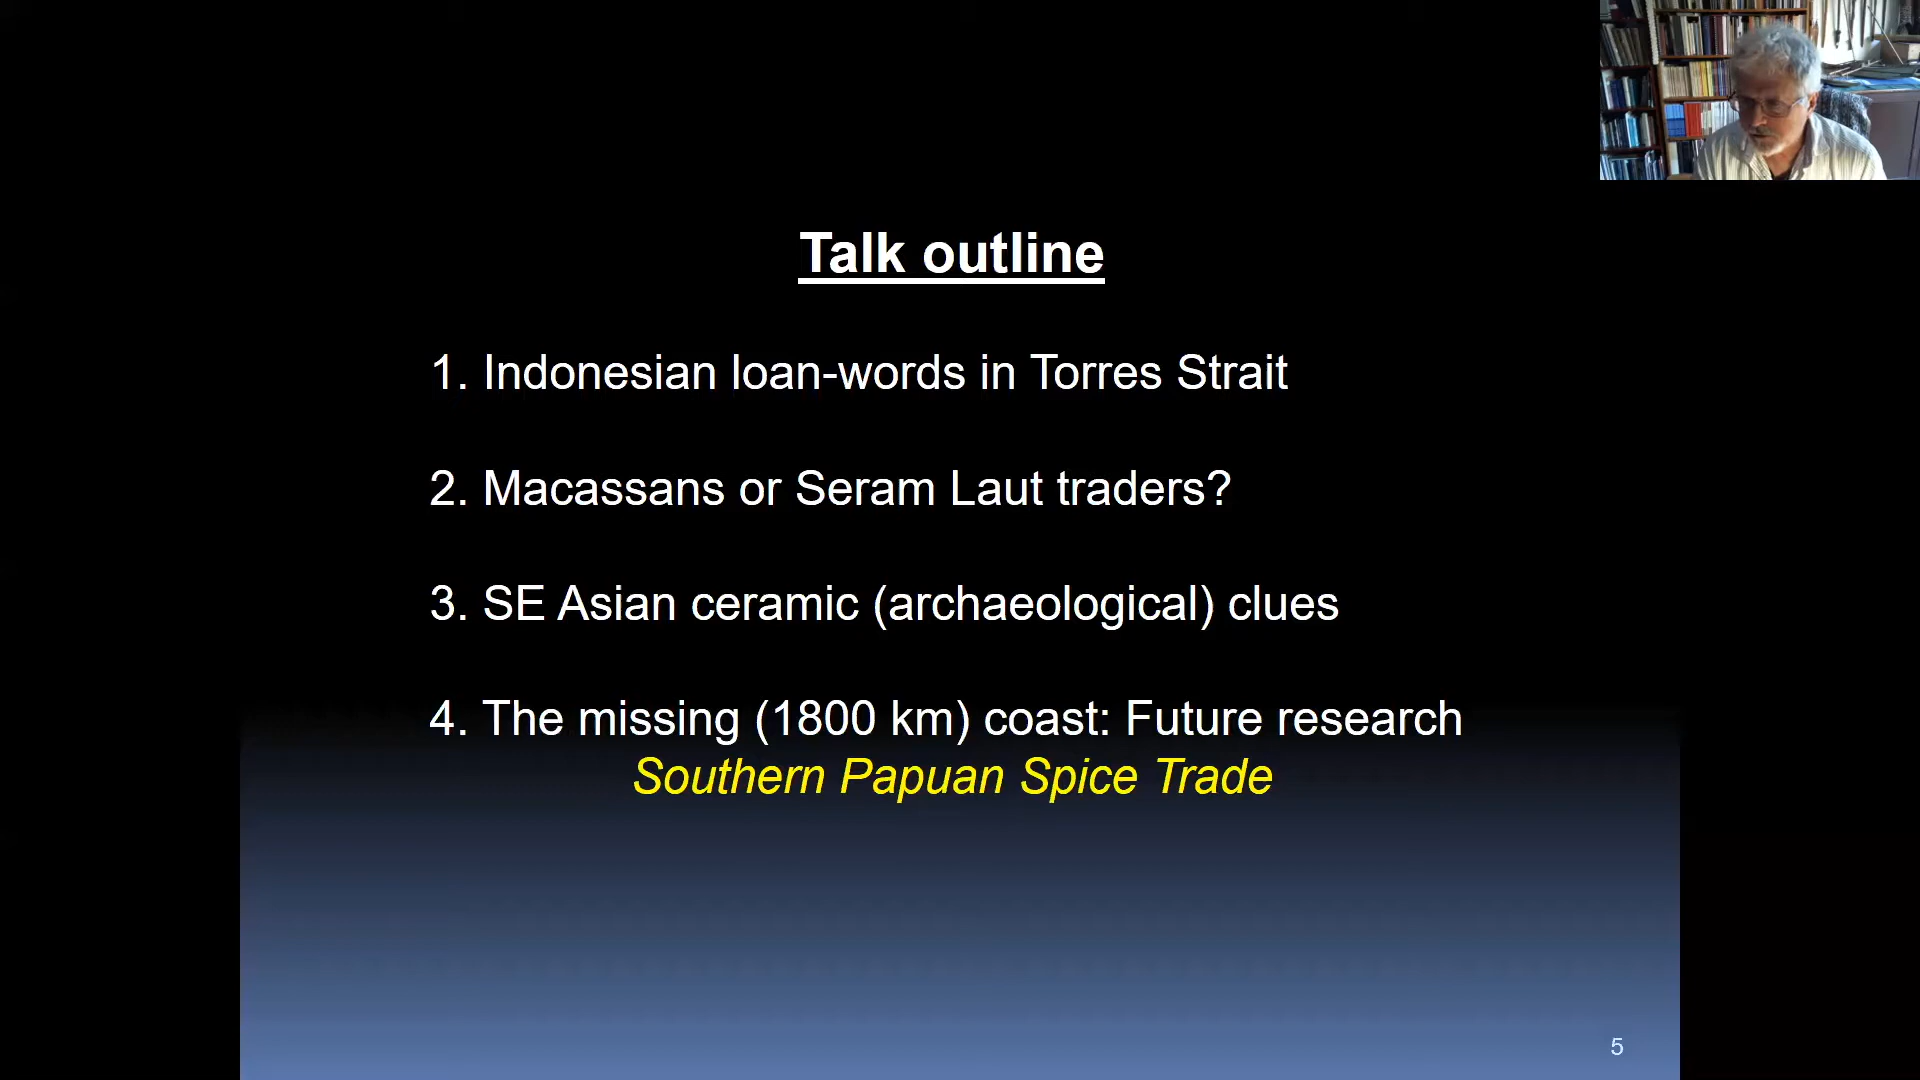 Talk outline
1. Indonesian loan-words in Torres Strait
2. Macassans or Seram Laut traders?
3. SE Asian ceramic (archaeological) clues
4. The missing (1800 km) coast: Future research
Southern Papuan Spice Trade
5